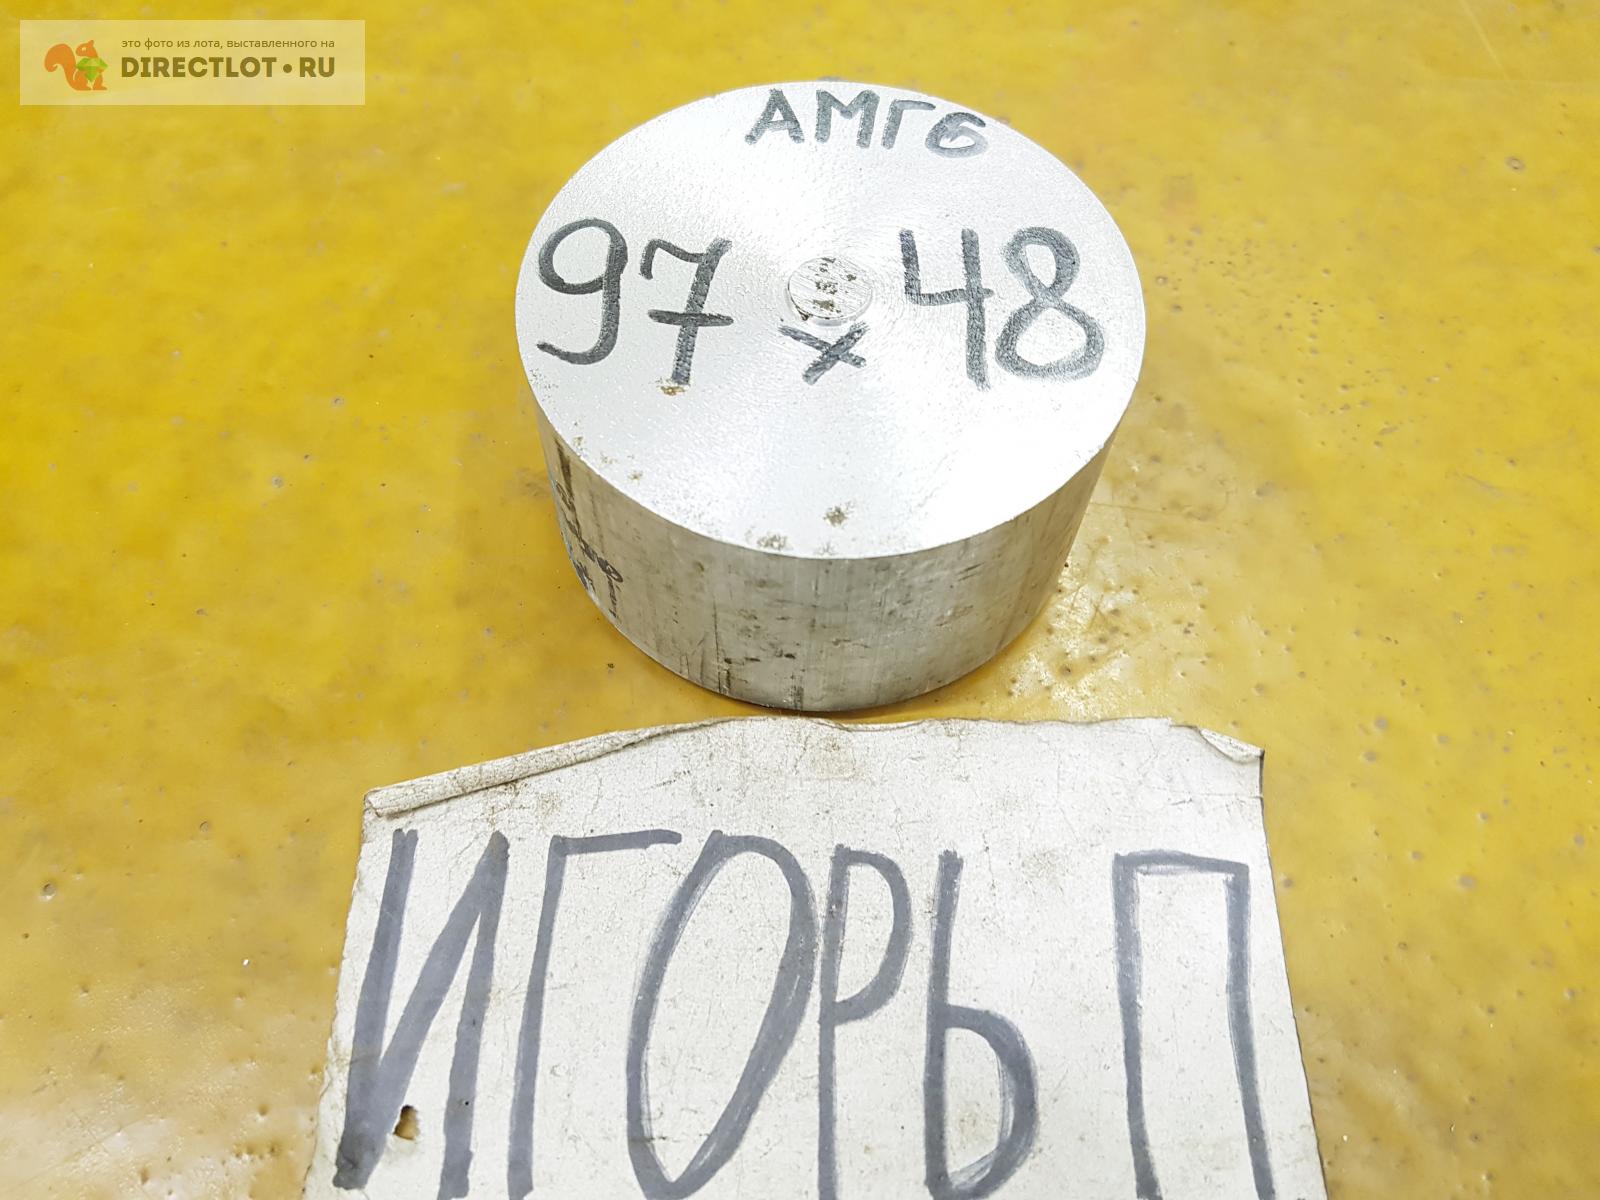 это фото из лота, выставленного на
DIRECTLOT•RU
АМГ6
97 x 48
ИГОРЬ П